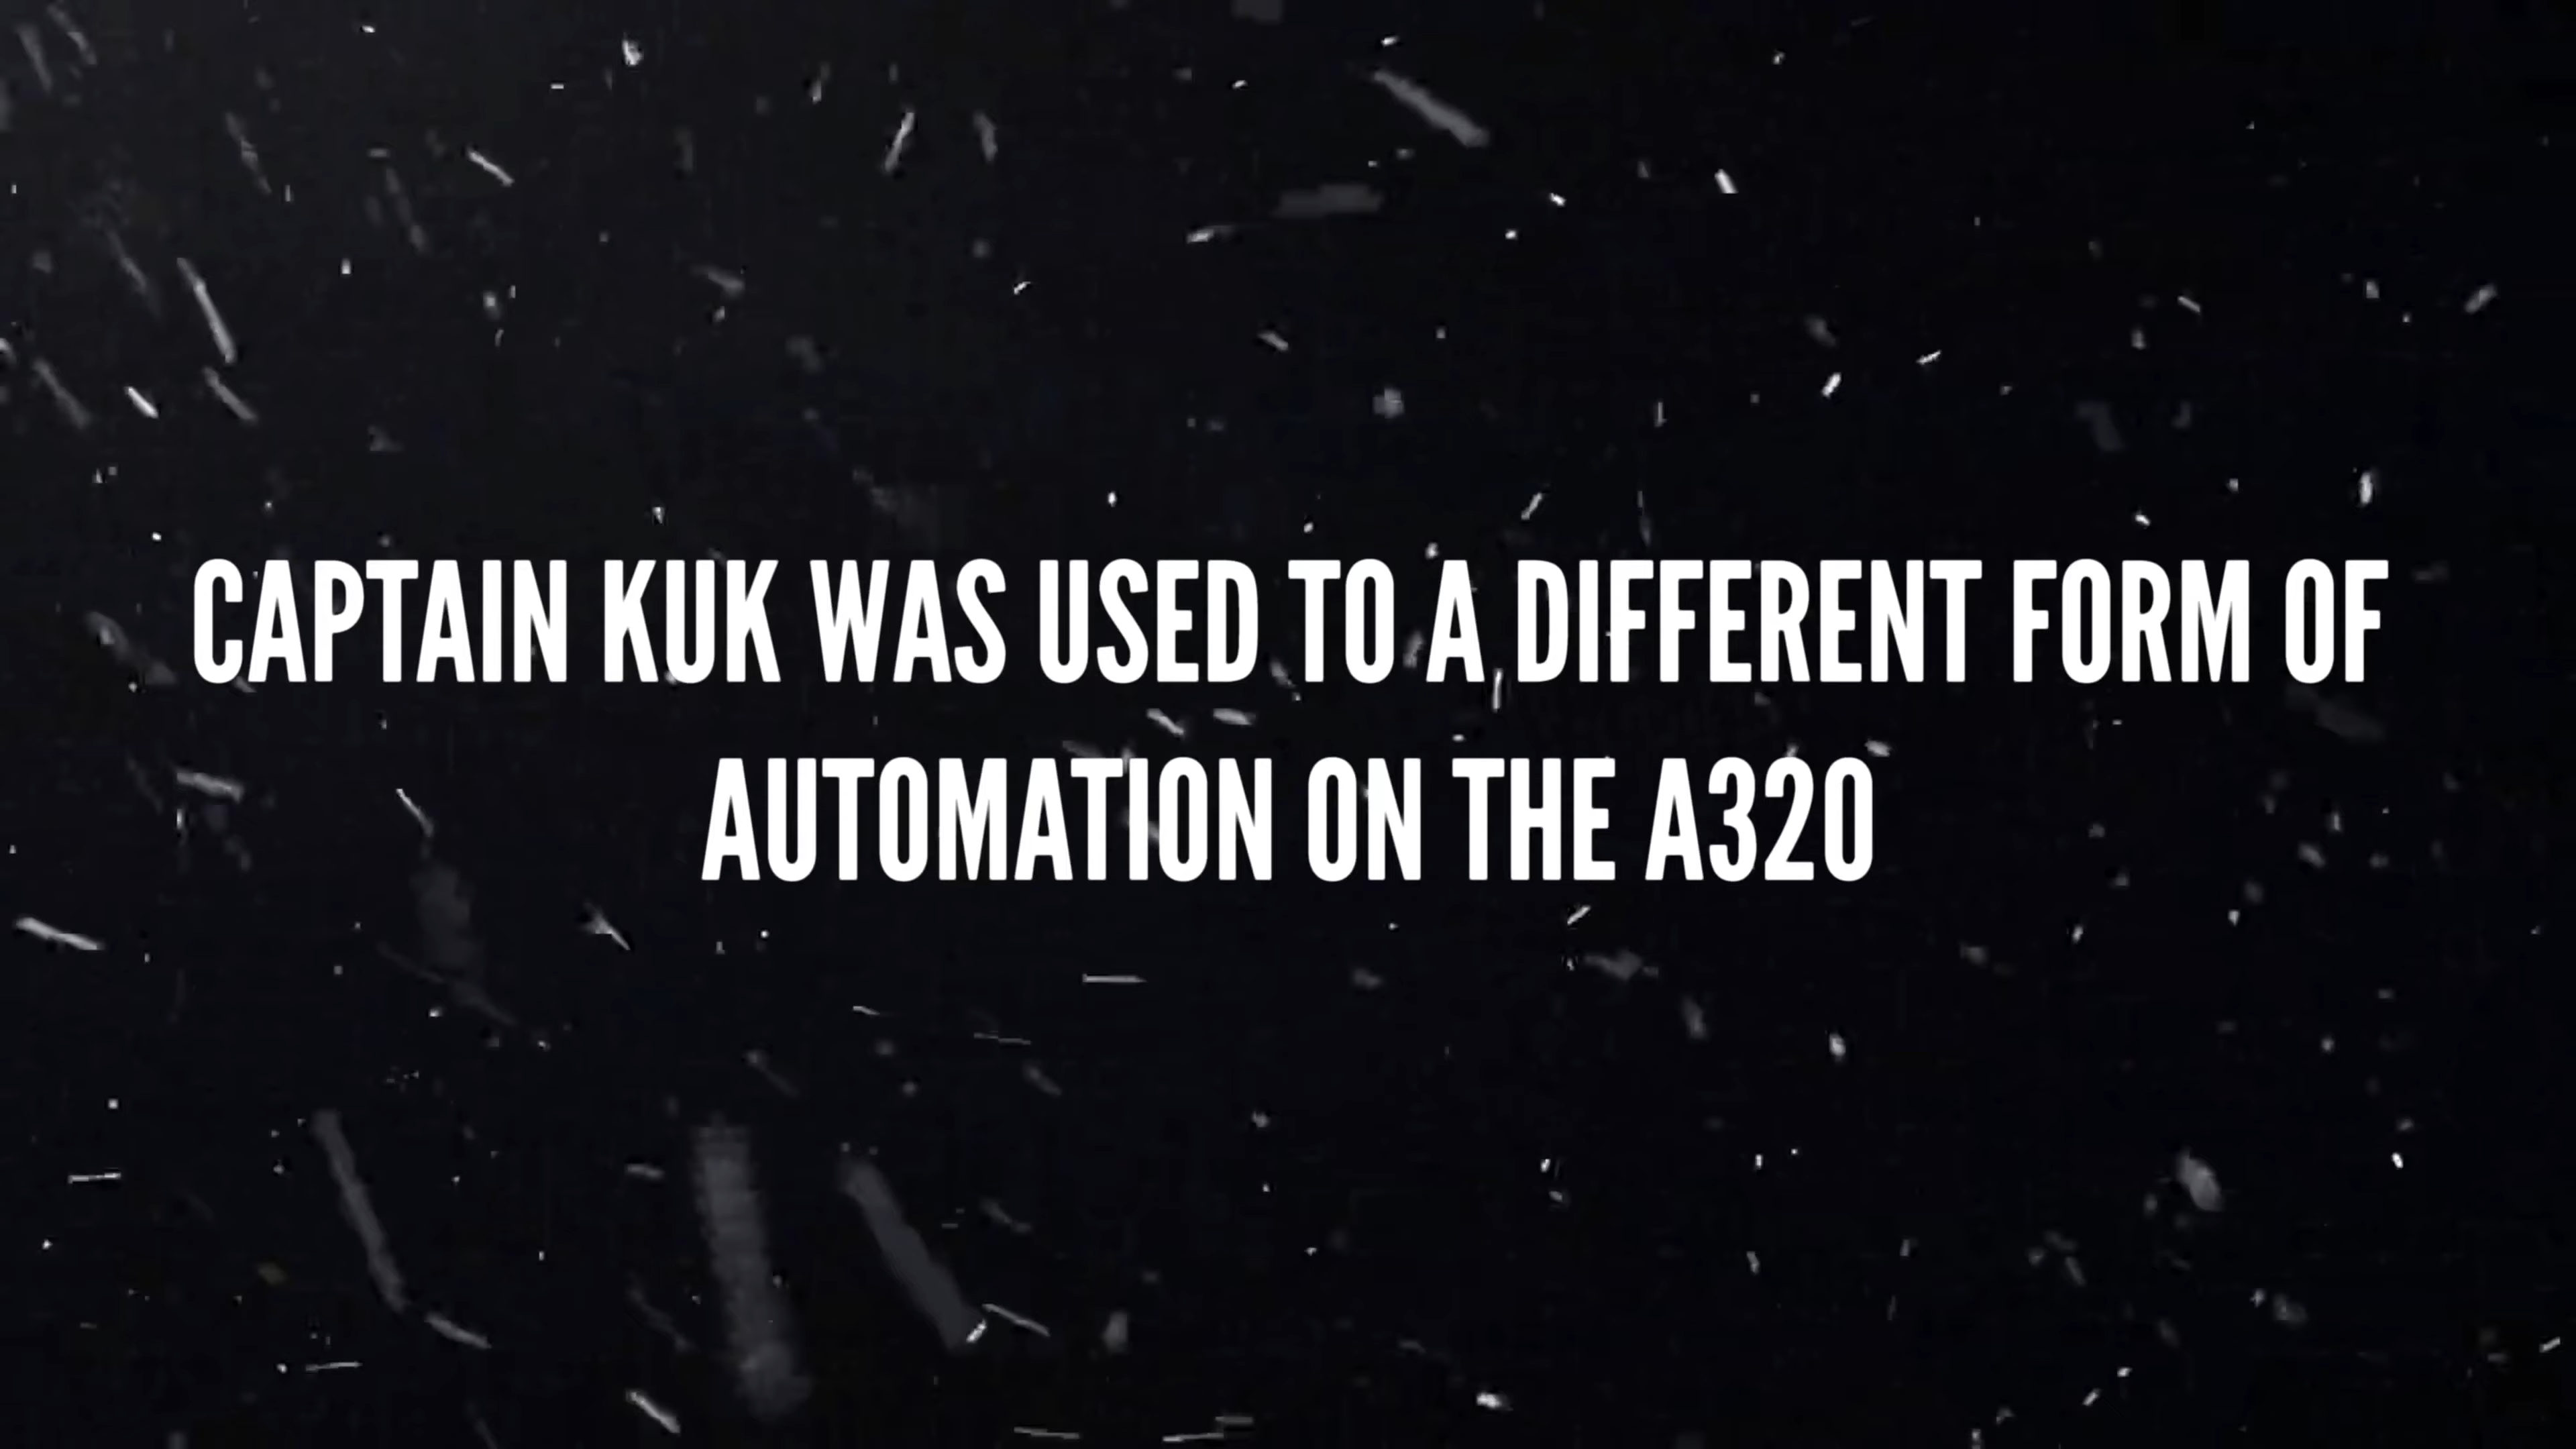 CAPTAIN KUK WAS USED TO A DIFFERENT FORM OF
AUTOMATION ON THE A320